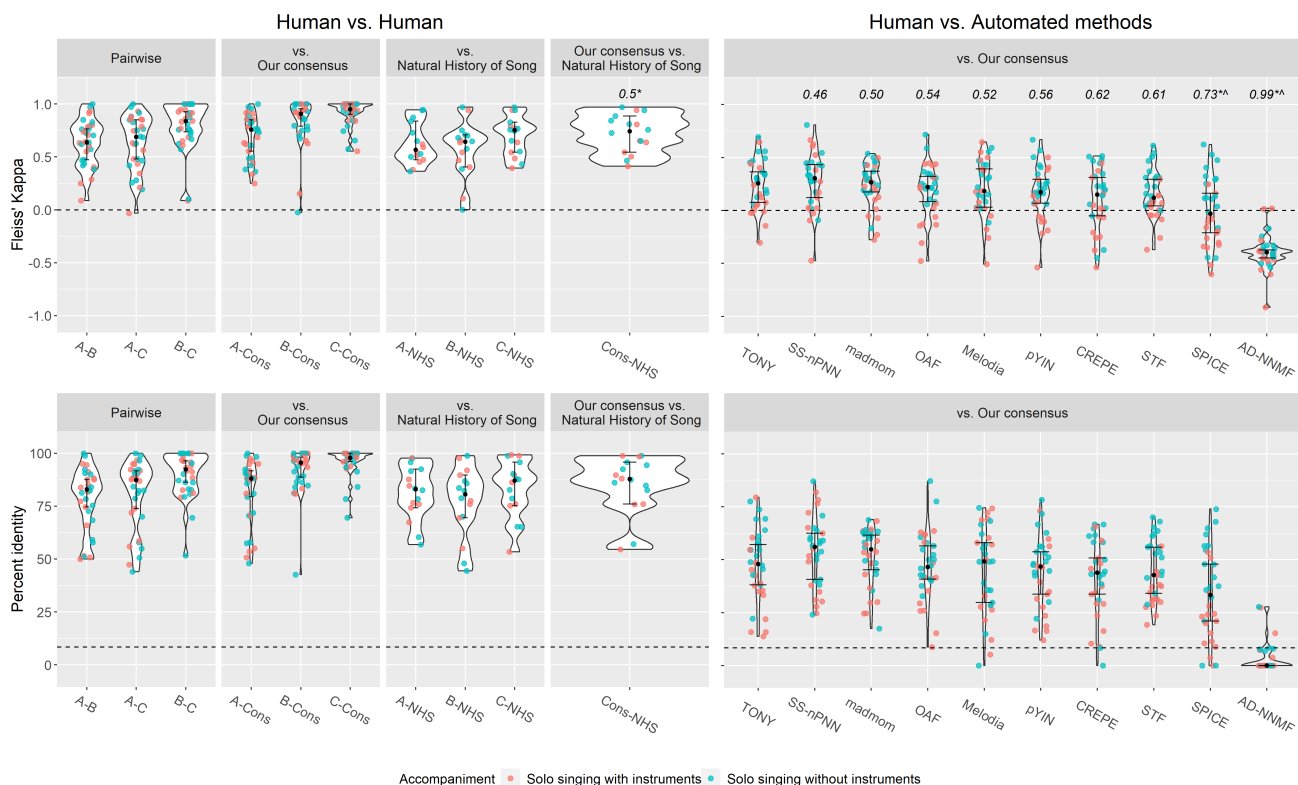 Human vs. Human
Human vs. Automated methods
Pairwise
vs.
Our consensus
vs.
Natural History of Song
Our consensus vs.
Natural History of Song
vs. Our consensus
0.5*
0.46 0.50 0.54 0.52 0.56 0.62 0.61 0.73*^ 0.99*^
Fleiss' Kappa
1.0
0.5
0.0
-0.5
-1.0
A-B A-C B-C A-Cons B-Cons C-Cons A-NHS B-NHS C-NHS Cons-NHS
TONY SS-nPNN madmom OAF Melodia pYIN CREPE STF SPICE AD-NNMF
Pairwise
vs.
Our consensus
vs.
Natural History of Song
Our consensus vs.
Natural History of Song
vs. Our consensus
Percent identity
100
75
50
25
0
A-B A-C B-C A-Cons B-Cons C-Cons A-NHS B-NHS C-NHS Cons-NHS
TONY SS-nPNN madmom OAF Melodia pYIN CREPE STF SPICE AD-NNMF
Accompaniment Solo singing with instruments Solo singing without instruments